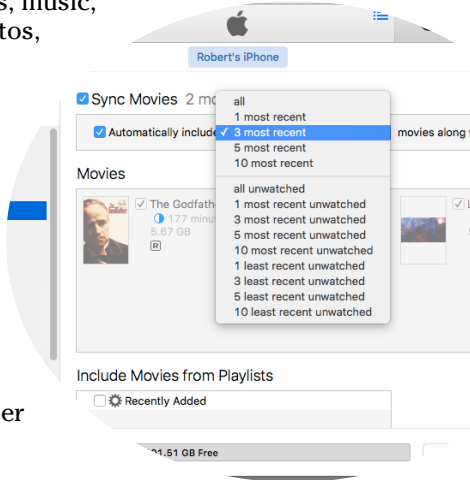 s, music,
tos,
Robert's iPhone
Sync Movies 2 mo
all
1 most recent
Automatically include
✓ 3 most recent
movies along
5 most recent
10 most recent
Movies
all unwatched
The Godfath
1 most recent unwatched
177 minu
3 most recent unwatched
5.67 GB
5 most recent unwatched
R
10 most recent unwatched
1 least recent unwatched
3 least recent unwatched
5 least recent unwatched
10 least recent unwatched
Include Movies from Playlists
Recently Added
er
01.51 GB Free